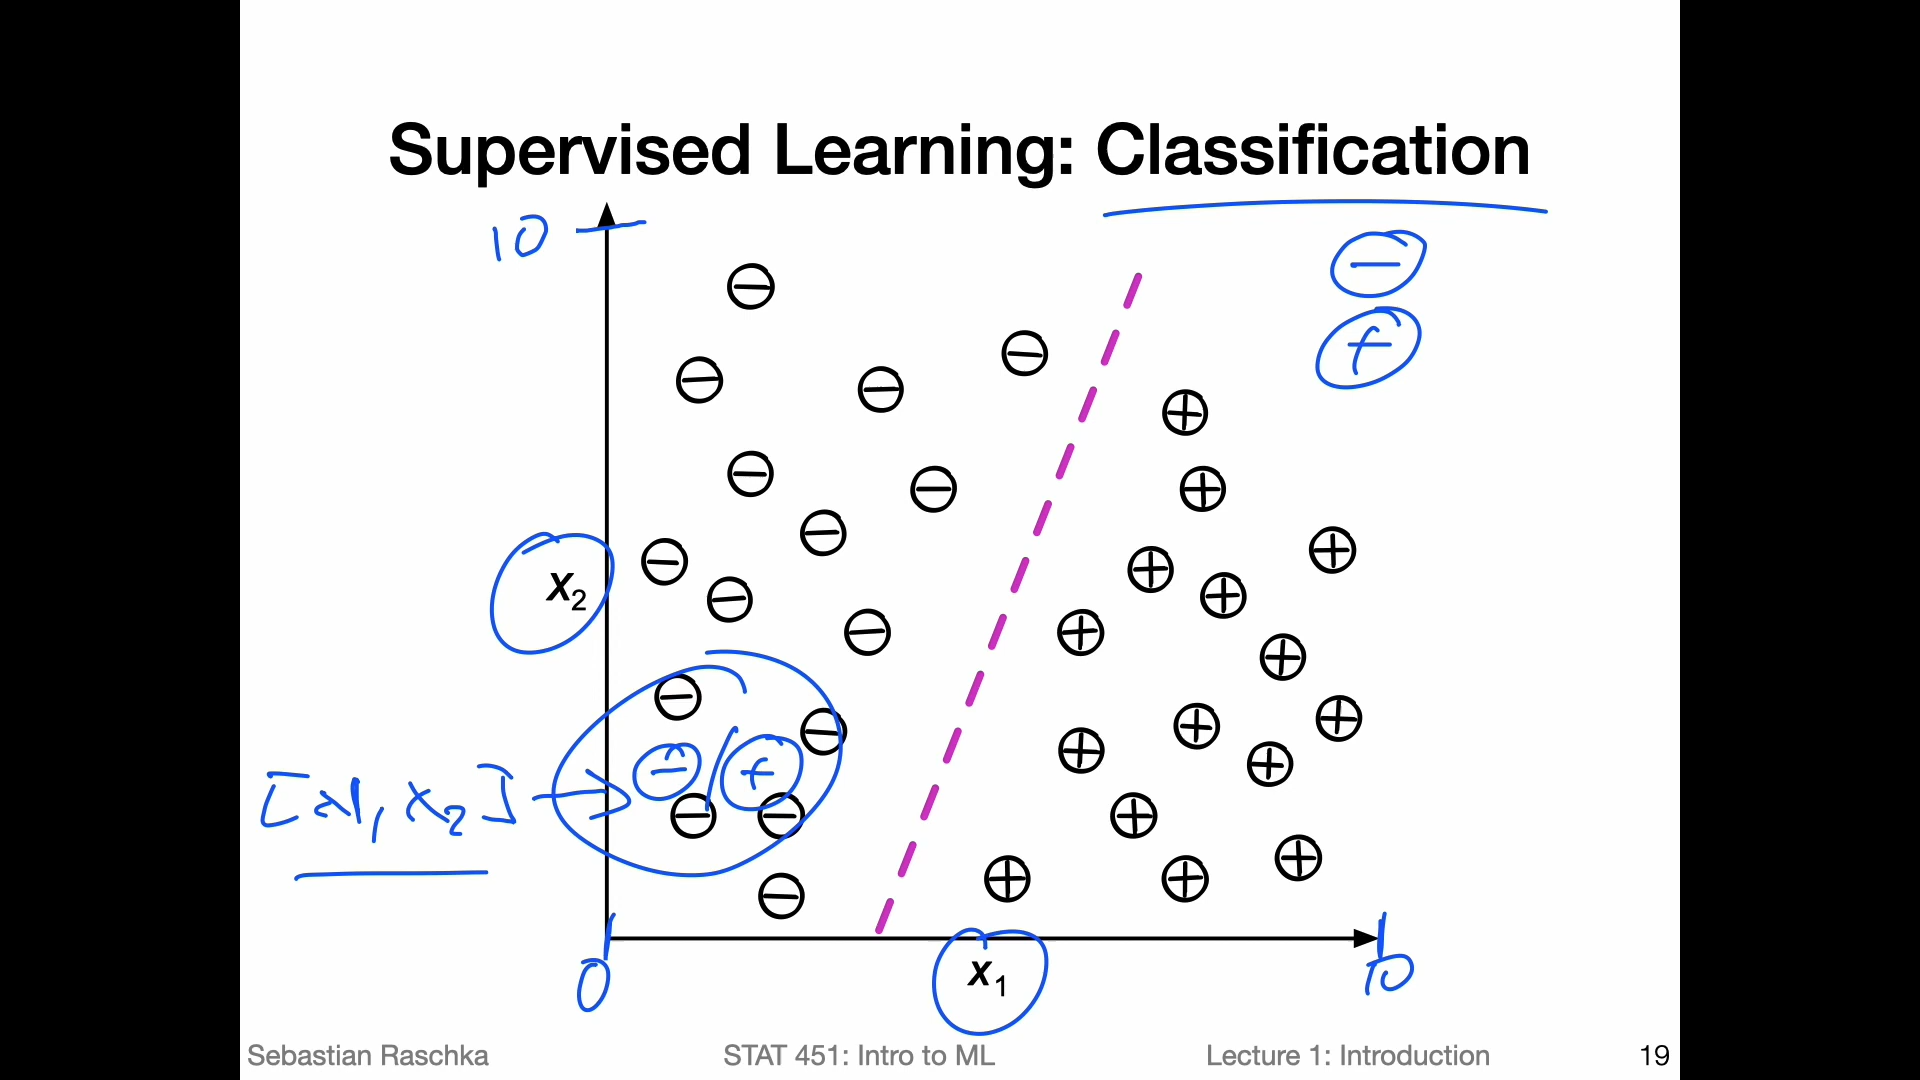 Supervised Learning: Classification
10
−
+
x2
−/+
[x1, x2] →
0
x1
10
Sebastian Raschka
STAT 451: Intro to ML
Lecture 1: Introduction
19